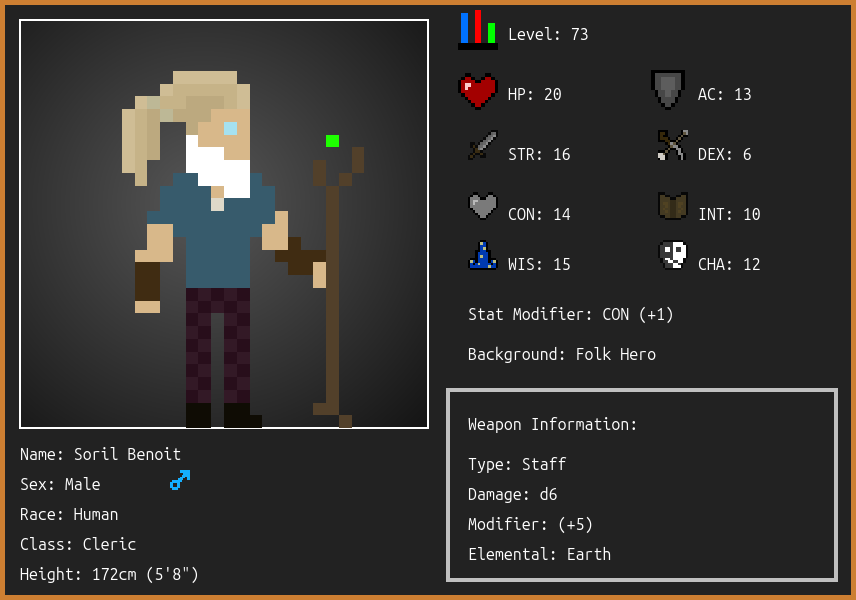 Level: 73
HP: 20
AC: 13
STR: 16
DEX: 6
CON: 14
INT: 10
WIS: 15
CHA: 12
Stat Modifier: CON (+1)
Background: Folk Hero
Weapon Information:
Type: Staff
Damage: d6
Modifier: (+5)
Elemental: Earth
Name: Soril Benoit
Sex: Male
Race: Human
Class: Cleric
Height: 172cm (5'8")